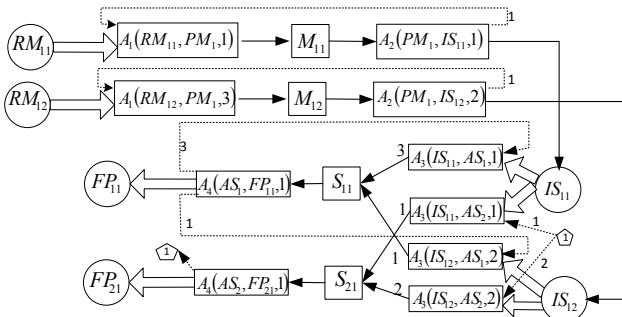 1
RM₁₁ A₁(RM₁₁, PM₁,1) M₁₁ A₂(PM₁, IS₁₁,1)
1
RM₁₂ A₁(RM₁₂, PM₁,3) M₁₂ A₂(PM₁, IS₁₂,2)
3 3 A₃(IS₁₁, AS₁,1)
FP₁₁ A₄(AS₁, FP₁₁,1) S₁₁ IS₁₁
1 1 A₃(IS₁₁, AS₂,1) 1
1 1
1 A₃(IS₁₂, AS₁,2) 2
FP₂₁ A₄(AS₂, FP₂₁,1) S₂₁
2 A₃(IS₁₂, AS₂,2) IS₁₂